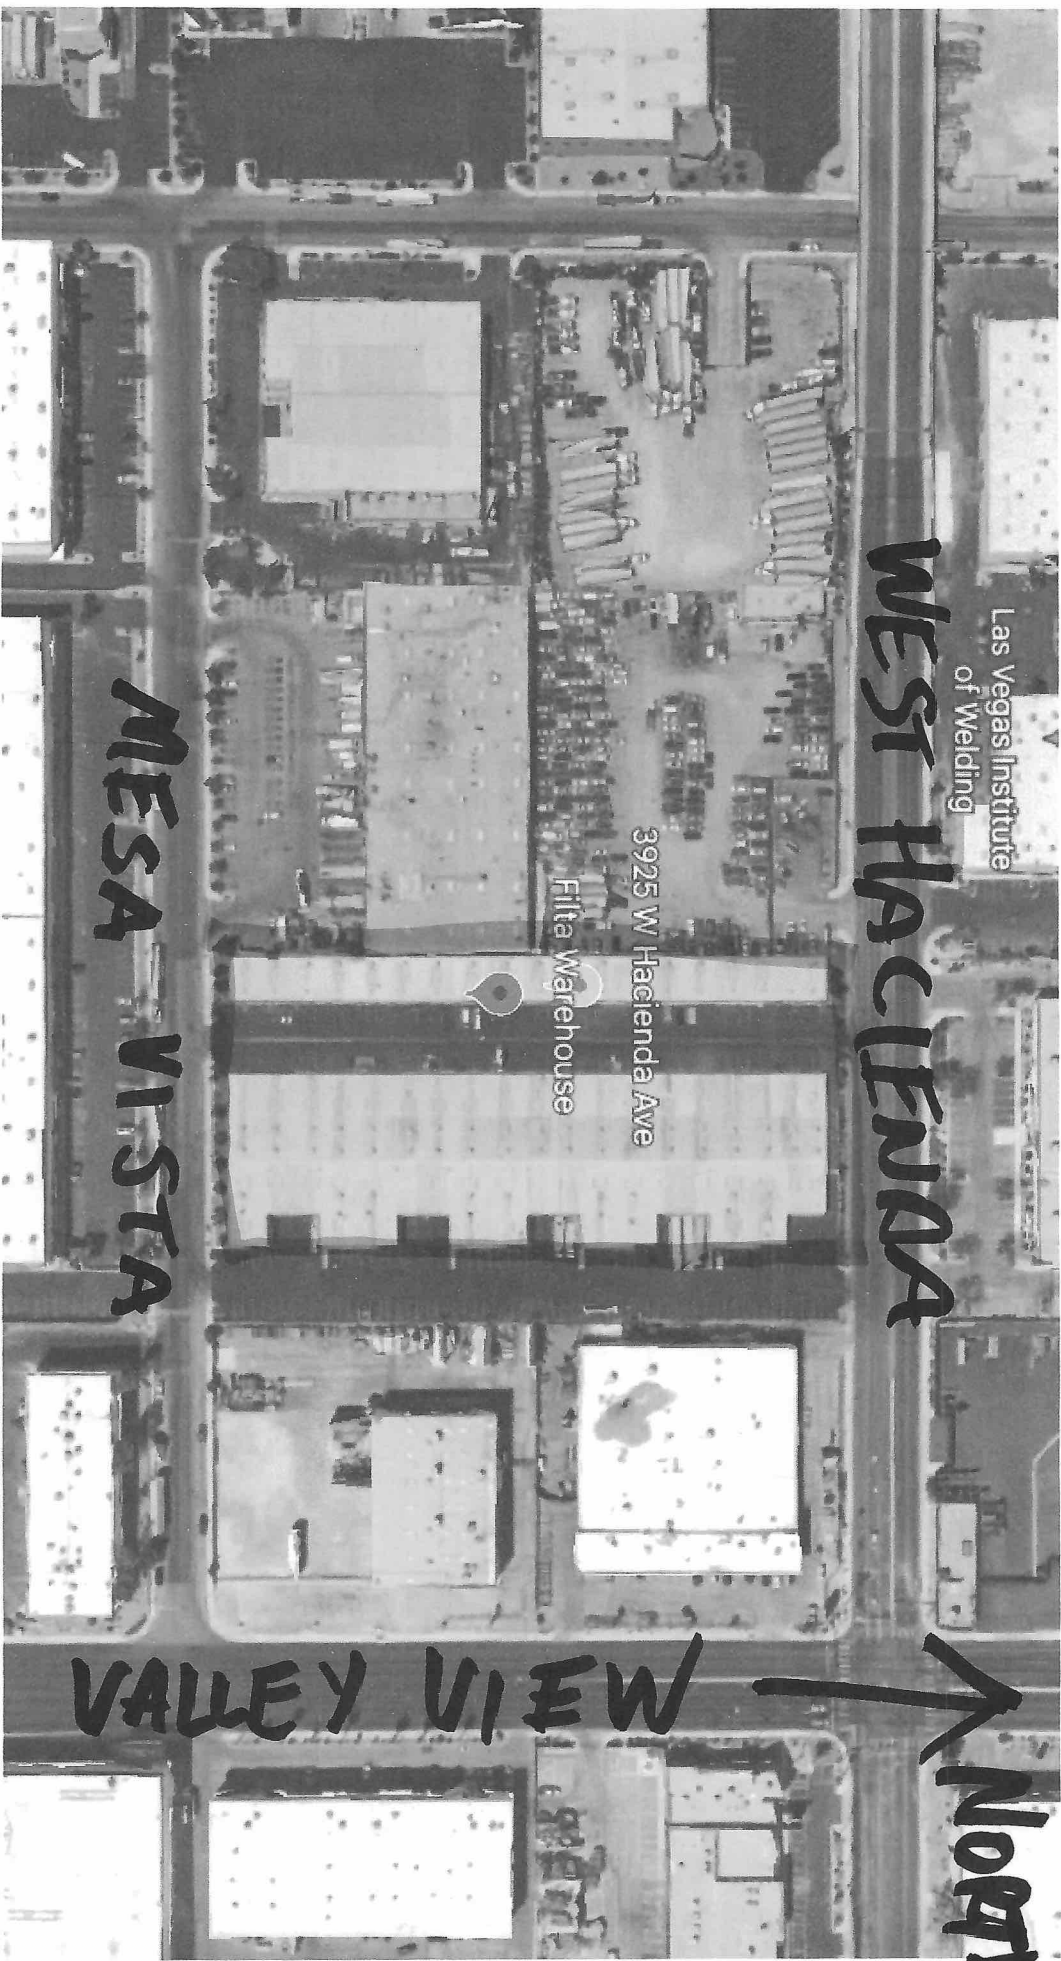 Las Vegas Institute
of Welding
WEST HACIENDA
3925 W Hacienda Ave
Filta Warehouse
MESA VISTA
VALLEY VIEW
NORTH